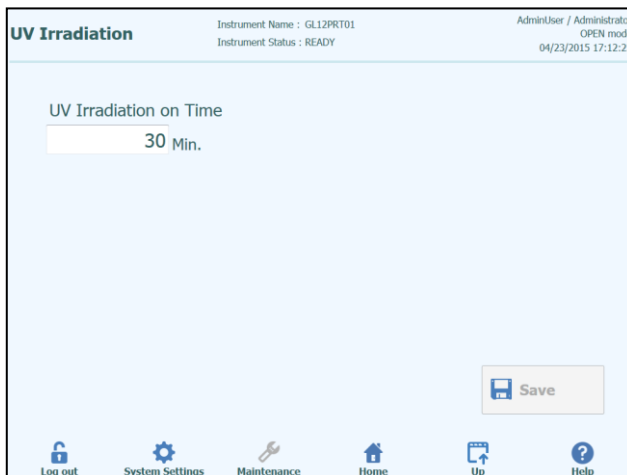 UV Irradiation
Instrument Name : GL12PRT01
Instrument Status : READY
AdminUser / Administrato
OPEN mod
04/23/2015 17:12:2
UV Irradiation on Time
30 Min.
Save
Log out
System Settings
Maintenance
Home
Up
Help